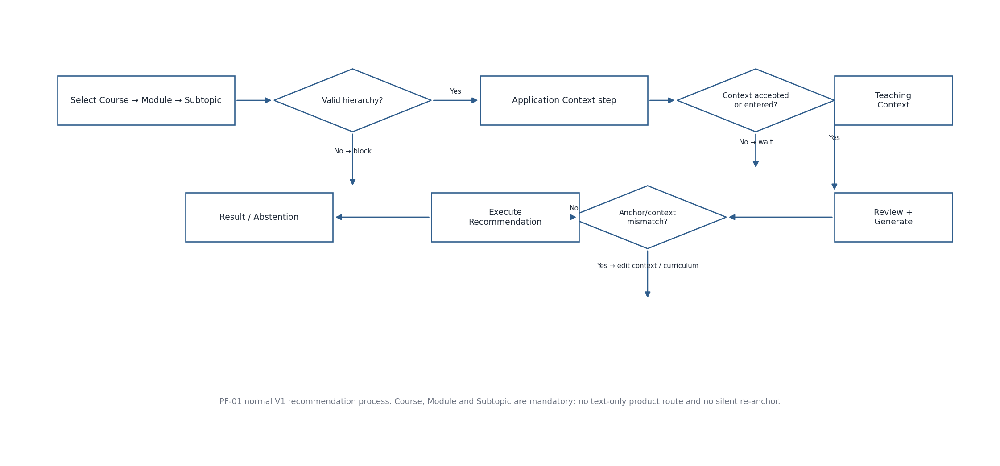 Select Course → Module → Subtopic
Valid hierarchy?
Yes
Application Context step
Context accepted
or entered?
Teaching
Context
No → block
No → wait
Yes
Result / Abstention
Execute
Recommendation
No
Anchor/context
mismatch?
Review +
Generate
Yes → edit context / curriculum
PF-01 normal V1 recommendation process. Course, Module and Subtopic are mandatory; no text-only product route and no silent re-anchor.